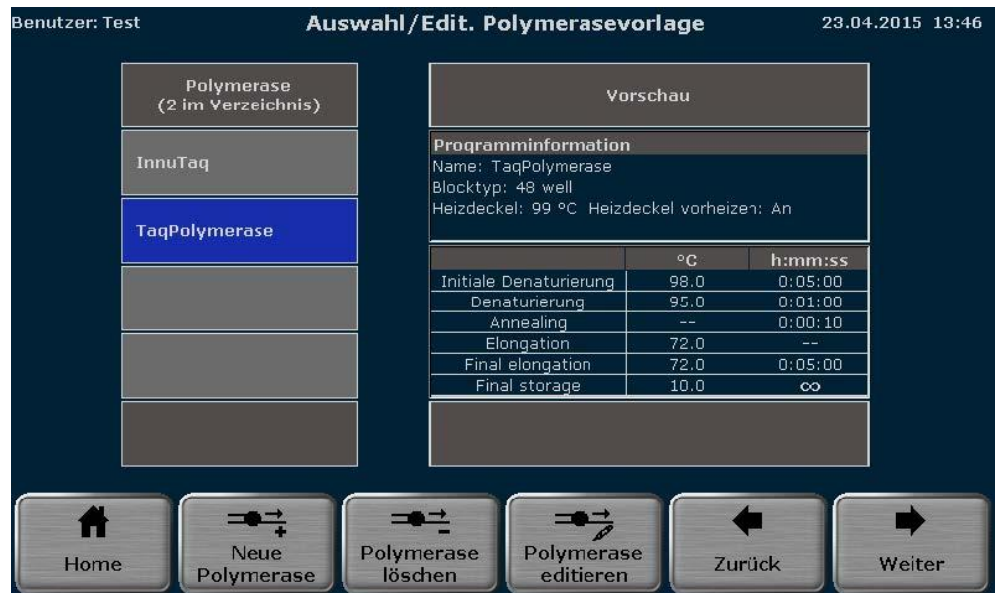 Benutzer: Test
Auswahl/Edit. Polymerasevorlage
23.04.2015 13:46
Polymerase
(2 im Verzeichnis)
InnuTaq
TaqPolymerase
Vorschau
Programminformation
Name: TaqPolymerase
Blocktyp: 48 well
Heizdeckel: 99 °C Heizdeckel vorheizen: An
°C h:mm:ss
Initiale Denaturierung 98.0 0:05:00
Denaturierung 95.0 0:01:00
Annealing -- 0:00:10
Elongation 72.0 --
Final elongation 72.0 0:05:00
Final storage 10.0 ∞
Home
Neue
Polymerase
Polymerase
löschen
Polymerase
editieren
Zurück
Weiter